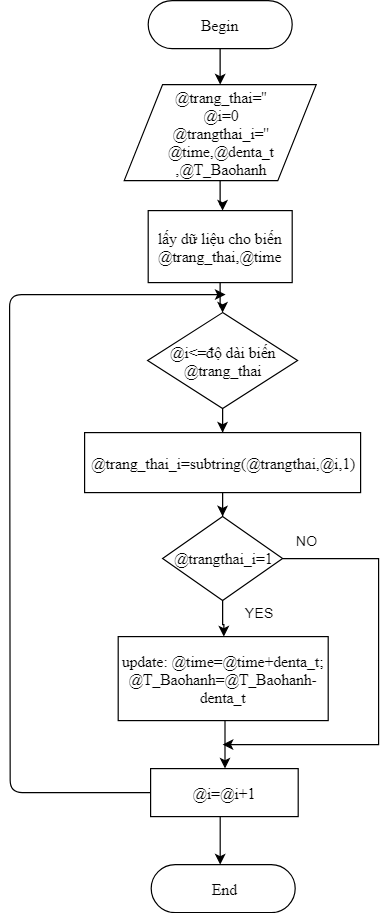 Begin
@trang_thai=''
@i=0
@trangthai_i=''
@time,@denta_t
,@T_Baohanh
lấy dữ liệu cho biến
@trang_thai,@time
@i<=độ dài biến
@trang_thai
@trang_thai_i=subtring(@trangthai,@i,1)
@trangthai_i=1
NO
YES
update: @time=@time+denta_t;
@T_Baohanh=@T_Baohanh-
denta_t
@i=@i+1
End